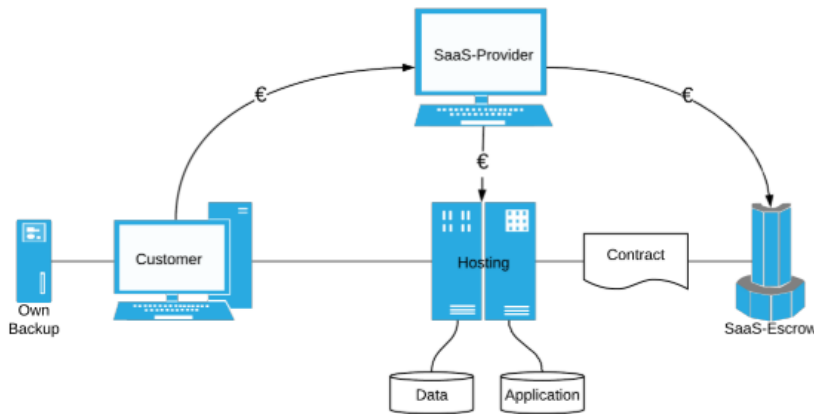 SaaS-Provider
€
€
€
Customer
Hosting
Contract
Own
Backup
SaaS-Escrow
Data
Application